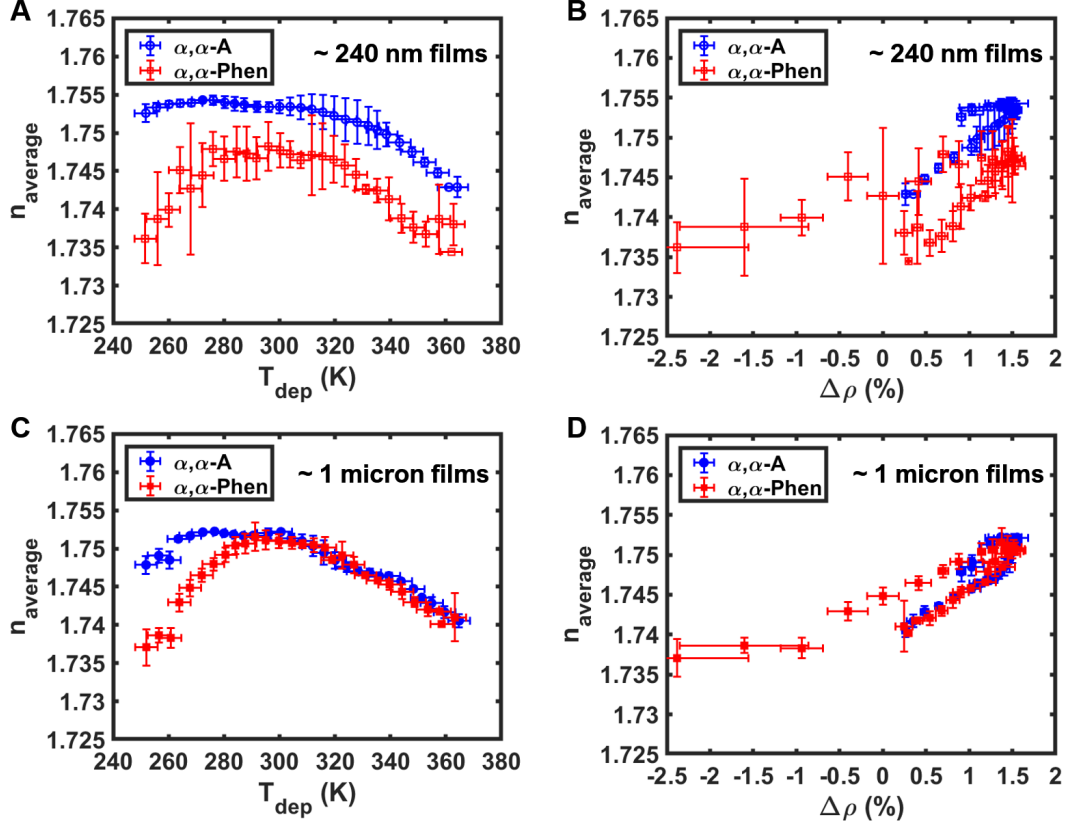 A
1.765
1.76
1.755
1.75
1.745
1.74
1.735
1.73
1.725
n_average
α,α-A
α,α-Phen
~ 240 nm films
240 260 280 300 320 340 360 380
T_dep (K)
B
1.765
1.76
1.755
1.75
1.745
1.74
1.735
1.73
1.725
n_average
α,α-A
α,α-Phen
~ 240 nm films
-2.5 -2 -1.5 -1 -0.5 0 0.5 1 1.5 2
Δρ (%)
C
1.765
1.76
1.755
1.75
1.745
1.74
1.735
1.73
1.725
n_average
α,α-A
α,α-Phen
~ 1 micron films
240 260 280 300 320 340 360 380
T_dep (K)
D
1.765
1.76
1.755
1.75
1.745
1.74
1.735
1.73
1.725
n_average
α,α-A
α,α-Phen
~ 1 micron films
-2.5 -2 -1.5 -1 -0.5 0 0.5 1 1.5 2
Δρ (%)